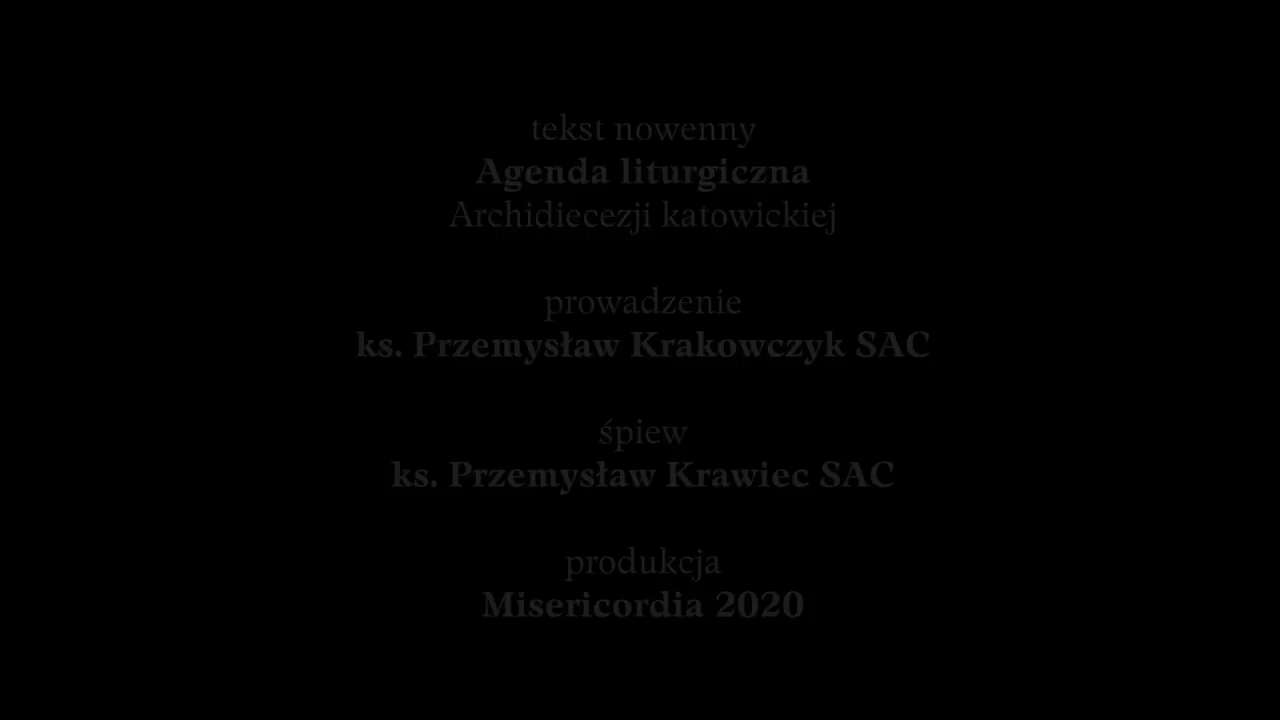 tekst nowenny
Agenda liturgiczna
Archidiecezji katowickiej
prowadzenie
ks. Przemysław Krakowczyk SAC
śpiew
ks. Przemysław Krawiec SAC
produkcja
Misericordia 2020